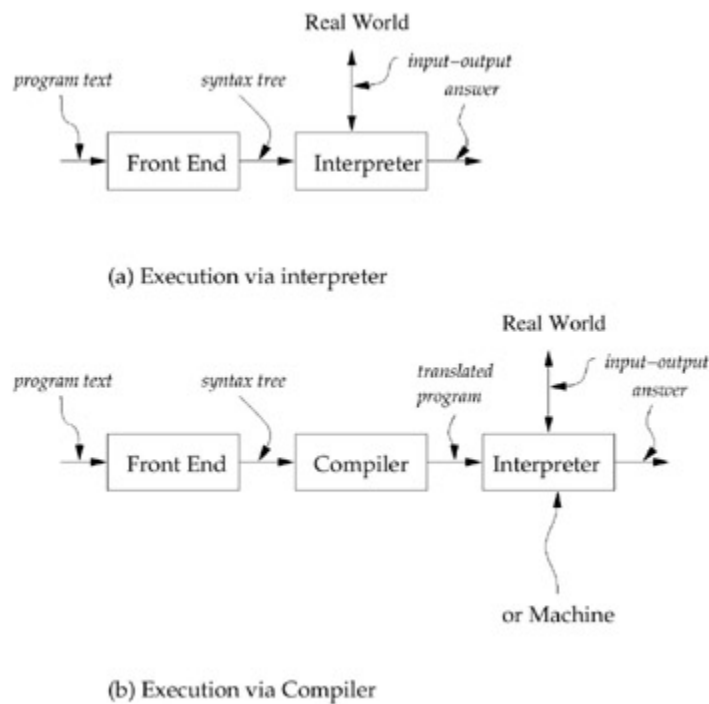 Real World
program text
syntax tree
input–output
answer
Front End
Interpreter
(a) Execution via interpreter
Real World
program text
syntax tree
translated
program
input–output
answer
Front End
Compiler
Interpreter
or Machine
(b) Execution via Compiler